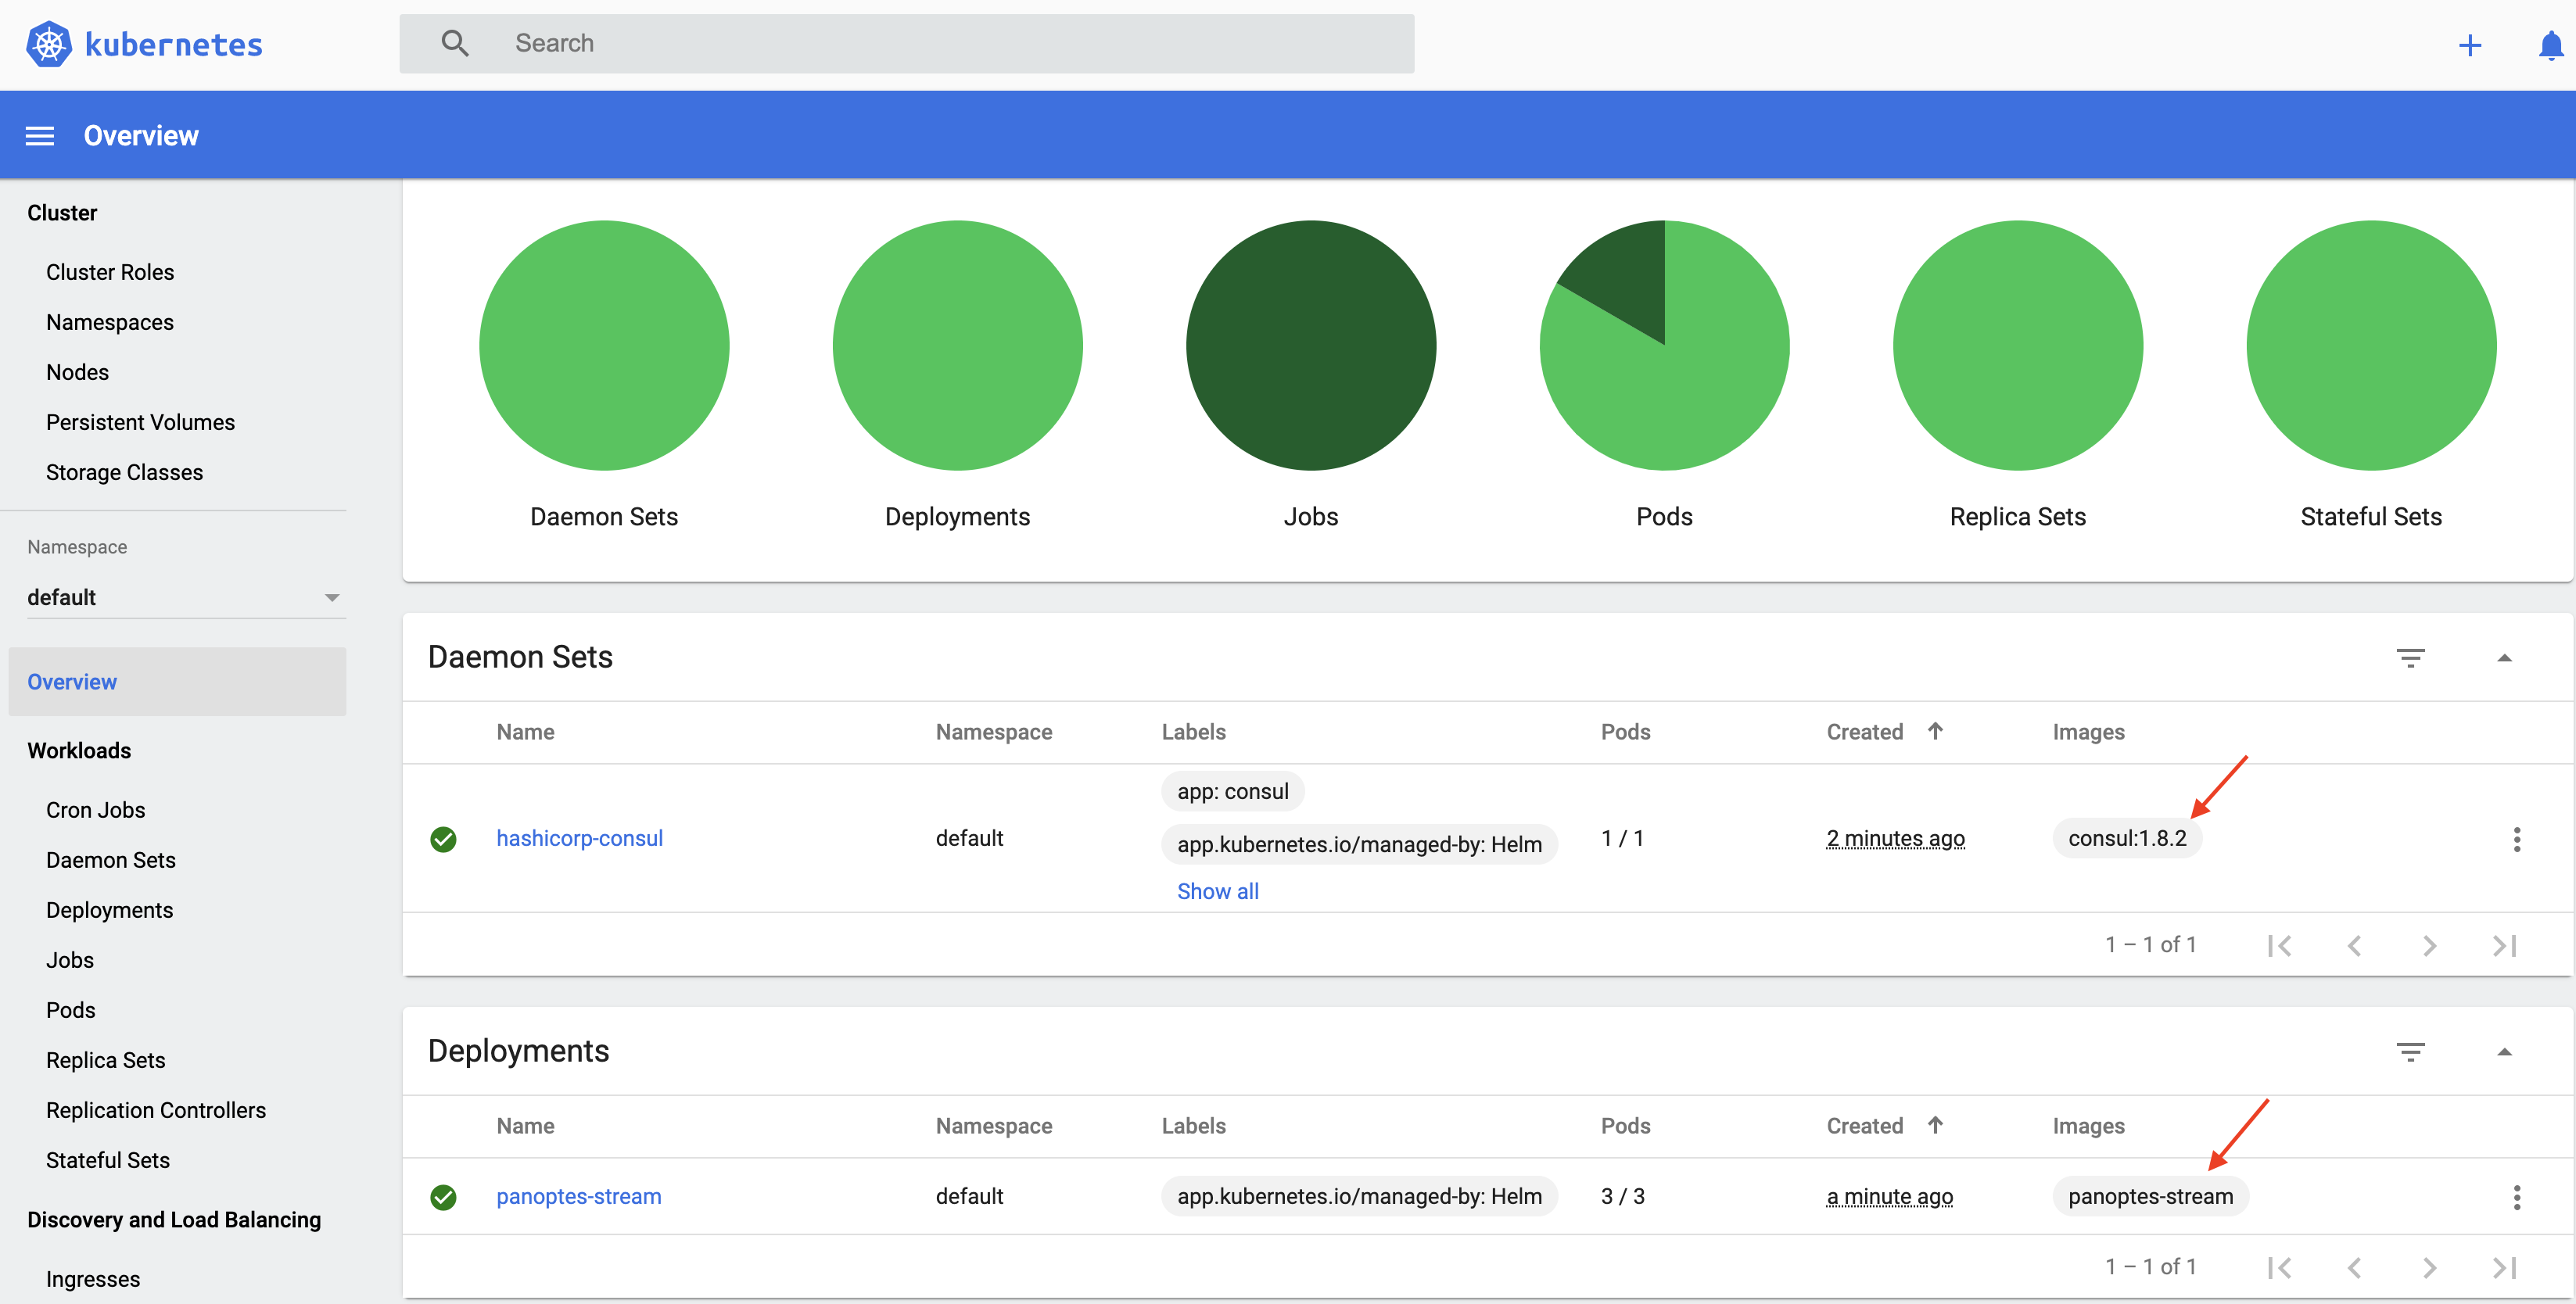 kubernetes
Search
Overview
Cluster
Cluster Roles
Namespaces
Nodes
Persistent Volumes
Storage Classes
Namespace
default
Overview
Workloads
Cron Jobs
Daemon Sets
Deployments
Jobs
Pods
Replica Sets
Replication Controllers
Stateful Sets
Discovery and Load Balancing
Ingresses
Daemon Sets Deployments Jobs Pods Replica Sets Stateful Sets
Daemon Sets
Name Namespace Labels Pods Created Images
hashicorp-consul default app: consul 1 / 1 2 minutes ago consul:1.8.2
app.kubernetes.io/managed-by: Helm
Show all
1 – 1 of 1
Deployments
Name Namespace Labels Pods Created Images
panoptes-stream default app.kubernetes.io/managed-by: Helm 3 / 3 a minute ago panoptes-stream
1 – 1 of 1